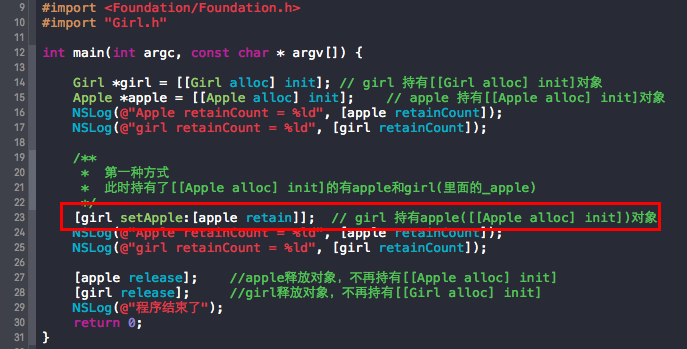 9 #import <Foundation/Foundation.h>
10 #import "Girl.h"
11
12 int main(int argc, const char * argv[]) {
13
14 Girl *girl = [[Girl alloc] init]; // girl 持有[[Girl alloc] init]对象
15 Apple *apple = [[Apple alloc] init]; // apple 持有[[Apple alloc] init]对象
16 NSLog(@"Apple retainCount = %ld", [apple retainCount]);
17 NSLog(@"girl retainCount = %ld", [girl retainCount]);
18
19 /**
20 * 第一种方式
21 * 此时持有了[[Apple alloc] init]的有apple和girl(里面的_apple)
22 */
23 [girl setApple:[apple retain]]; // girl 持有apple([[Apple alloc] init])对象
24 NSLog(@"Apple retainCount = %ld", [apple retainCount]);
25 NSLog(@"girl retainCount = %ld", [girl retainCount]);
26
27 [apple release]; //apple释放对象，不再持有[[Apple alloc] init]
28 [girl release]; //girl释放对象，不再持有[[Girl alloc] init]
29 NSLog(@"程序结束了");
30 return 0;
31 }